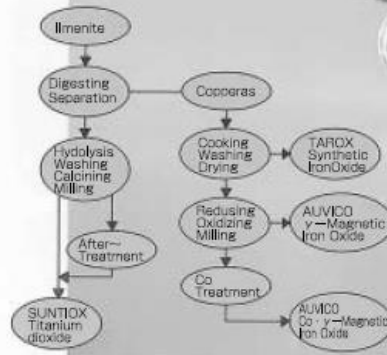 Ilmenite
Digesting
Separation
Copperas
Hydolysis
Washing
Calcining
Milling
Cooking
Washing
Drying
TAROX
Synthetic
IronOxide
Redusing
Oxidizing
Milling
AUVICO
γ—Magnetic
Iron Oxide
After~
Treatment
Co
Treatment
SUNTIOX
Titanium
dioxide
AUVICO
Co・γ—Magnetic
Iron Oxide